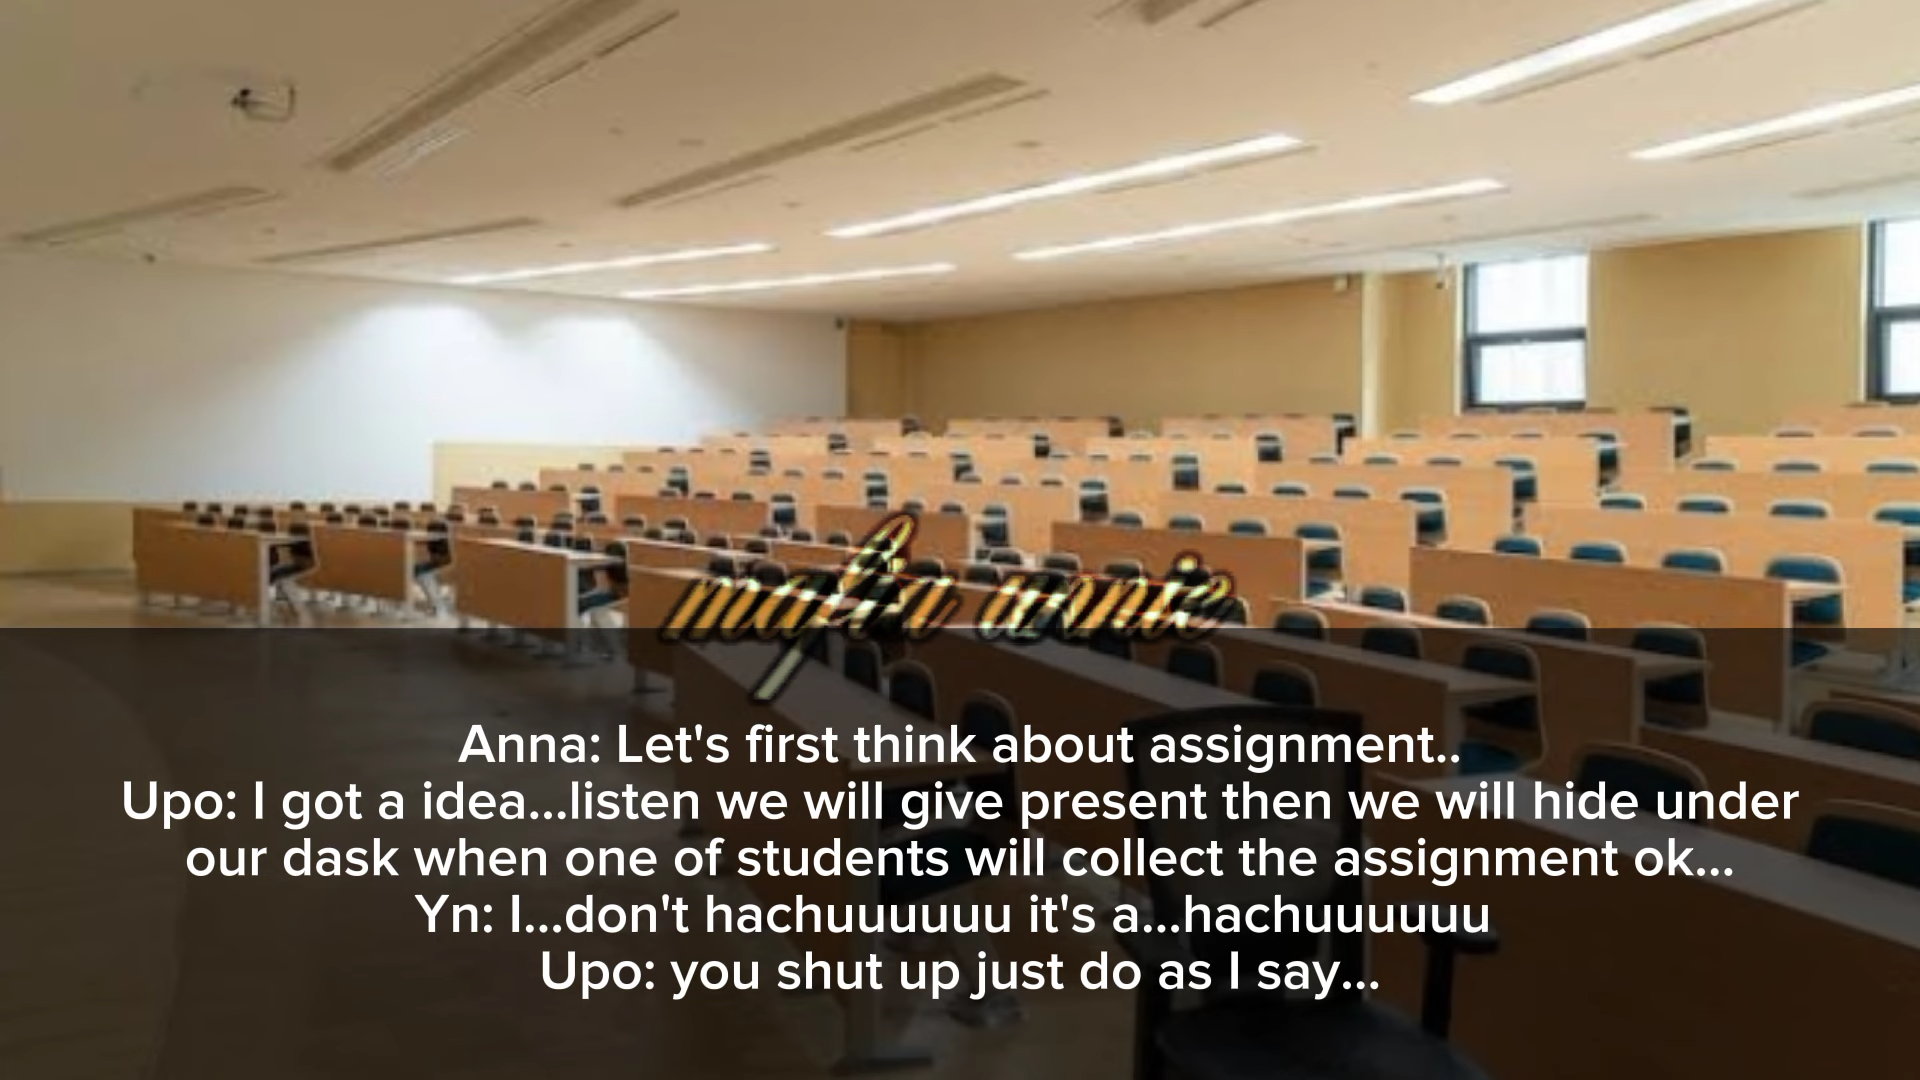 mafia annie
Anna: Let's first think about assignment..
Upo: I got a idea...listen we will give present then we will hide under
our dask when one of students will collect the assignment ok...
Yn: I...don't hachuuuuuu it's a...hachuuuuuu
Upo: you shut up just do as I say...